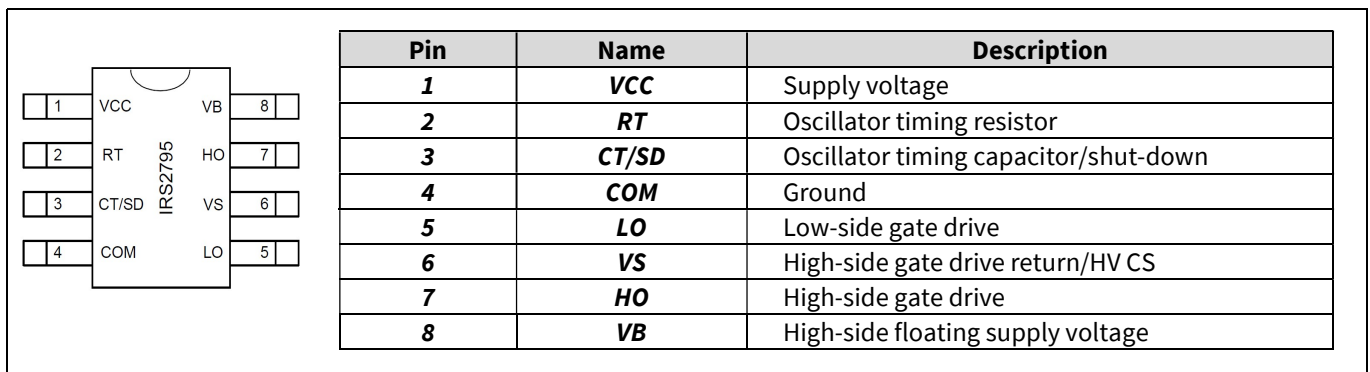 1 VCC VB 8
2 RT HO 7
3 CT/SD VS 6
4 COM LO 5
IRS2795
Pin Name Description
1 VCC Supply voltage
2 RT Oscillator timing resistor
3 CT/SD Oscillator timing capacitor/shut-down
4 COM Ground
5 LO Low-side gate drive
6 VS High-side gate drive return/HV CS
7 HO High-side gate drive
8 VB High-side floating supply voltage